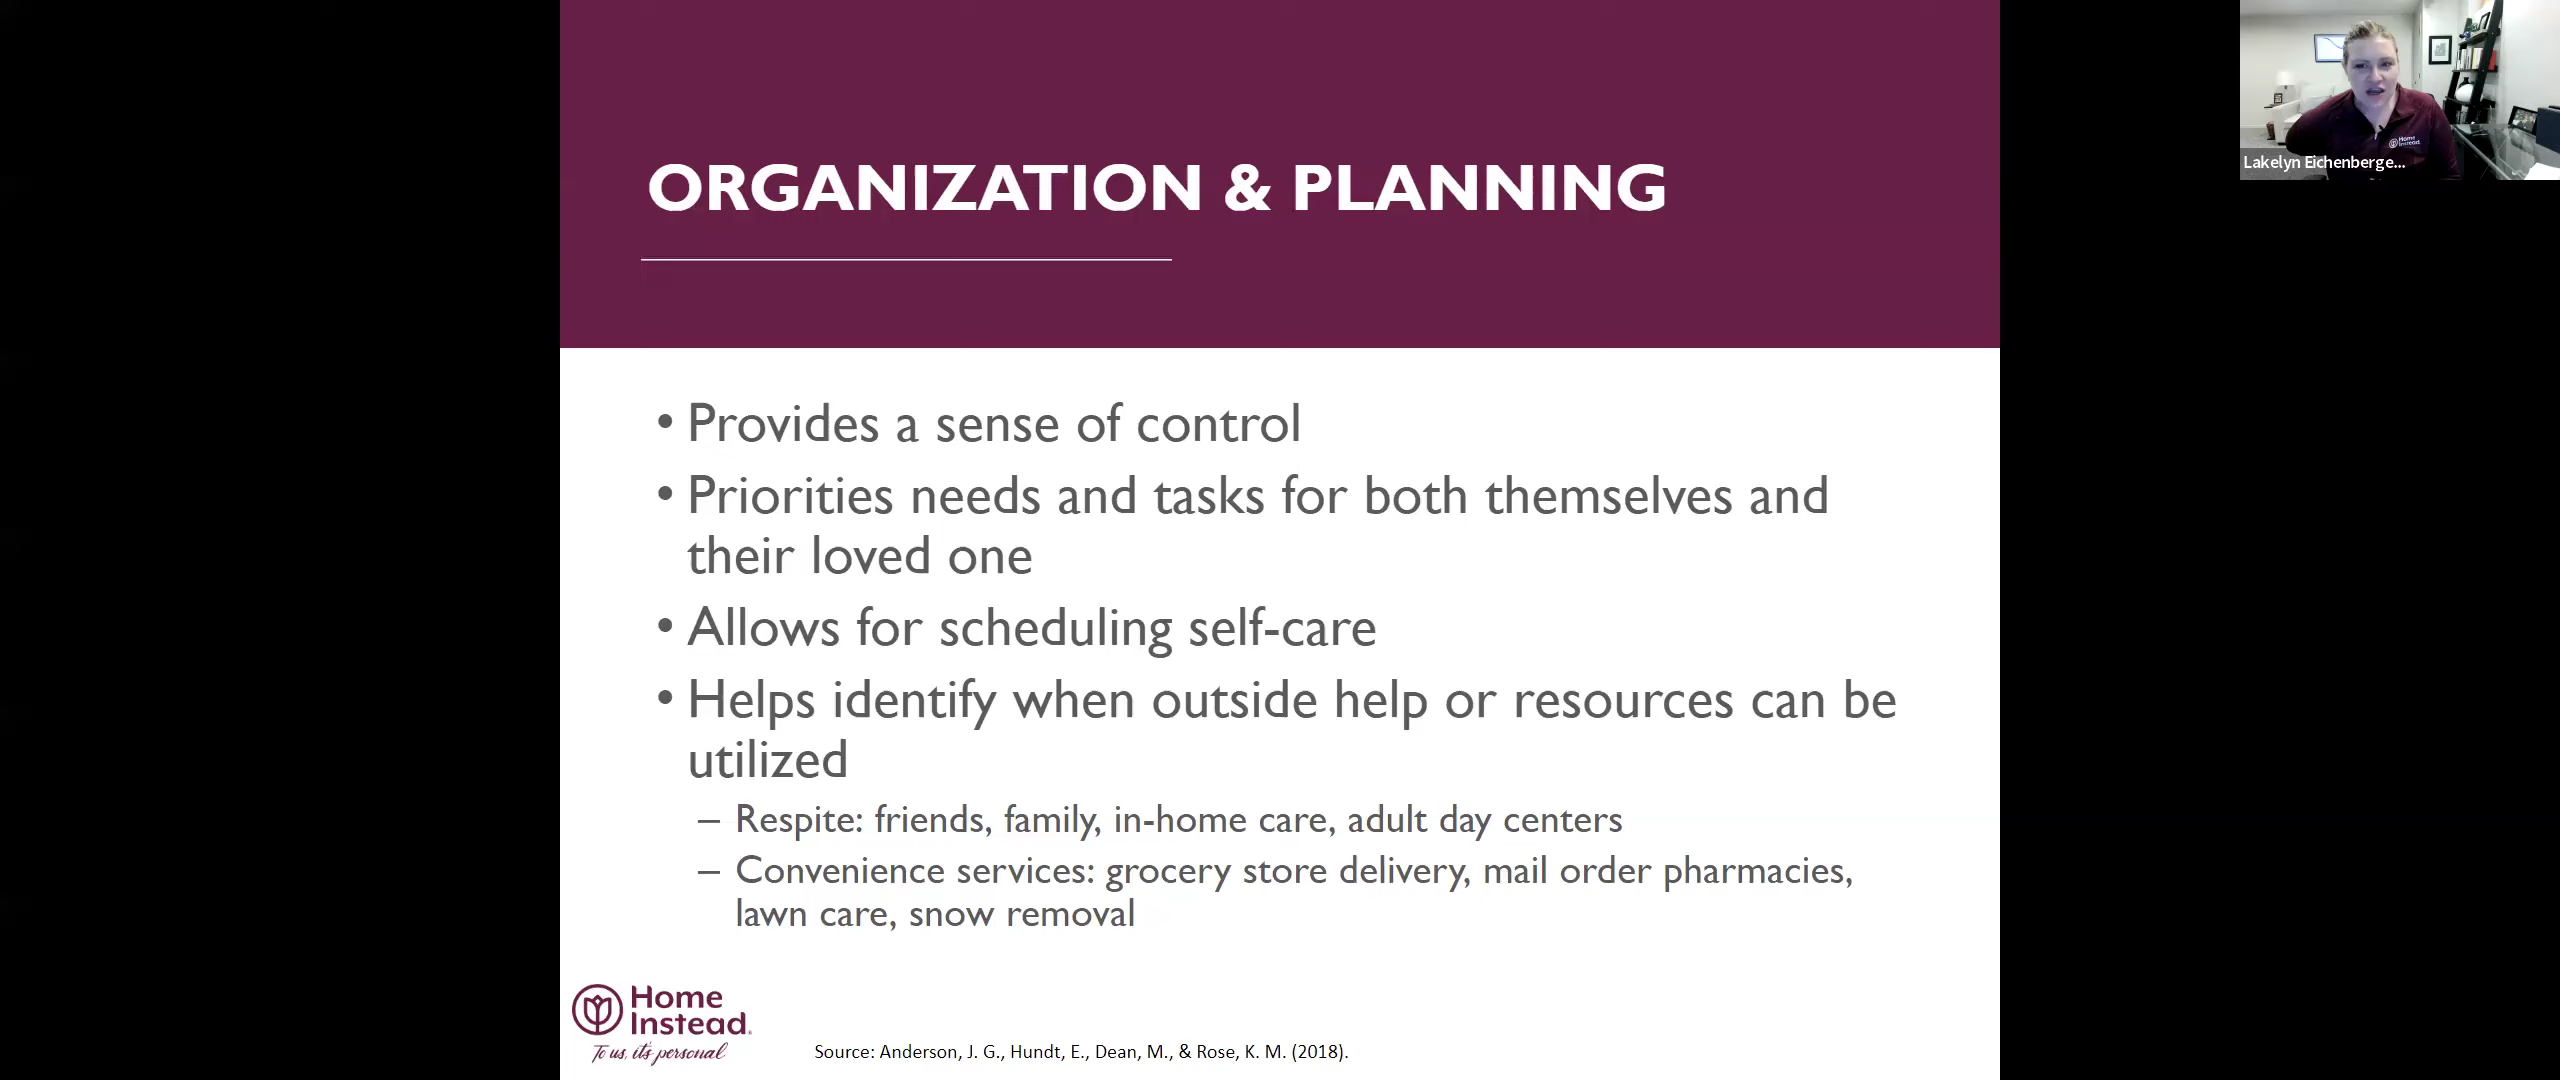 ORGANIZATION & PLANNING
• Provides a sense of control
• Priorities needs and tasks for both themselves and
their loved one
• Allows for scheduling self-care
• Helps identify when outside help or resources can be
utilized
– Respite: friends, family, in-home care, adult day centers
– Convenience services: grocery store delivery, mail order pharmacies,
lawn care, snow removal
Home
Instead
To us, it's personal
Source: Anderson, J. G., Hundt, E., Dean, M., & Rose, K. M. (2018).
Home
Instead
Lakelyn Eichenberge...